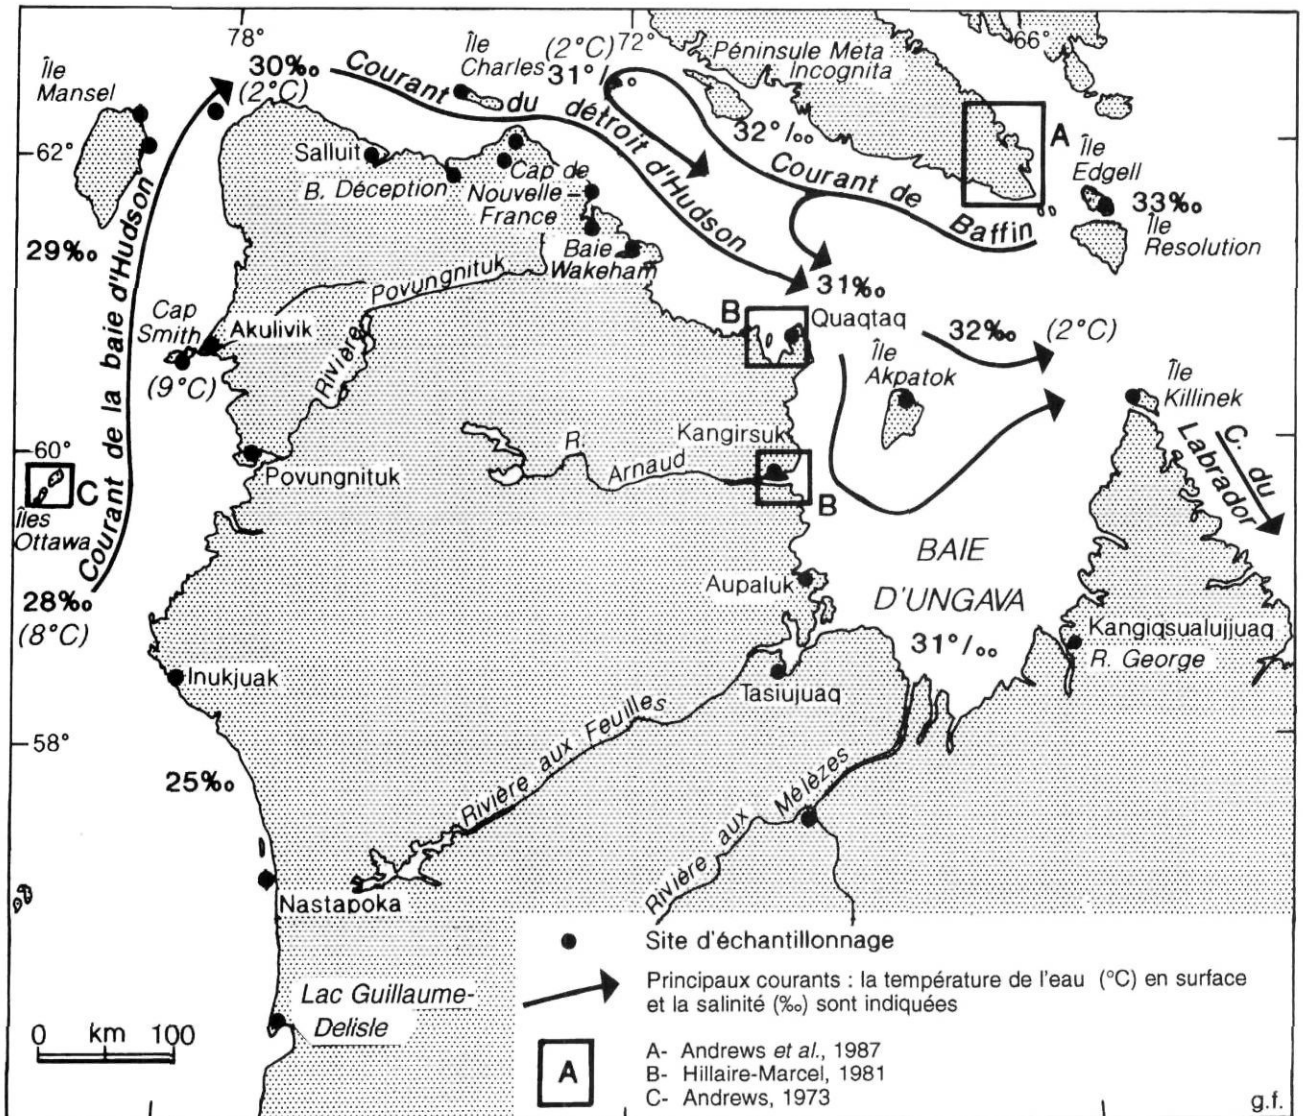 78°
72°
66°
Île
Mansel
30‰
(2°C)
Courant du détroit d'Hudson
Île
Charles
(2°C)
31°/₀₀
Péninsule Meta
Incognita
32°/₀₀
A
Île
Edgell
33‰
Île
Resolution
Courant de Baffin
62°
Salluit
B. Déception
Cap de
Nouvelle-
France
Baie
Wakeham
29‰
Courant de la baie d'Hudson
Rivière Povungnituk
31‰
B
Quaqtaq
32‰
(2°C)
Cap
Smith
Akulivik
(9°C)
Île
Akpatok
Île
Killinek
C. du
Labrador
60°
Povungnituk
Kangirsuk
R. Arnaud
B
C
Îles
Ottawa
28‰
(8°C)
BAIE
D'UNGAVA
31°/₀₀
Aupaluk
Kangiqsualujjuaq
R. George
Inukjuak
Tasiujuaq
Rivière aux Feuilles
58°
25‰
Rivière aux Mélèzes
Nastapoka
Lac Guillaume-
Delisle
0 km 100
Site d'échantillonnage
Principaux courants : la température de l'eau (°C) en surface
et la salinité (‰) sont indiquées
A
A- Andrews et al., 1987
B- Hillaire-Marcel, 1981
C- Andrews, 1973
g.f.